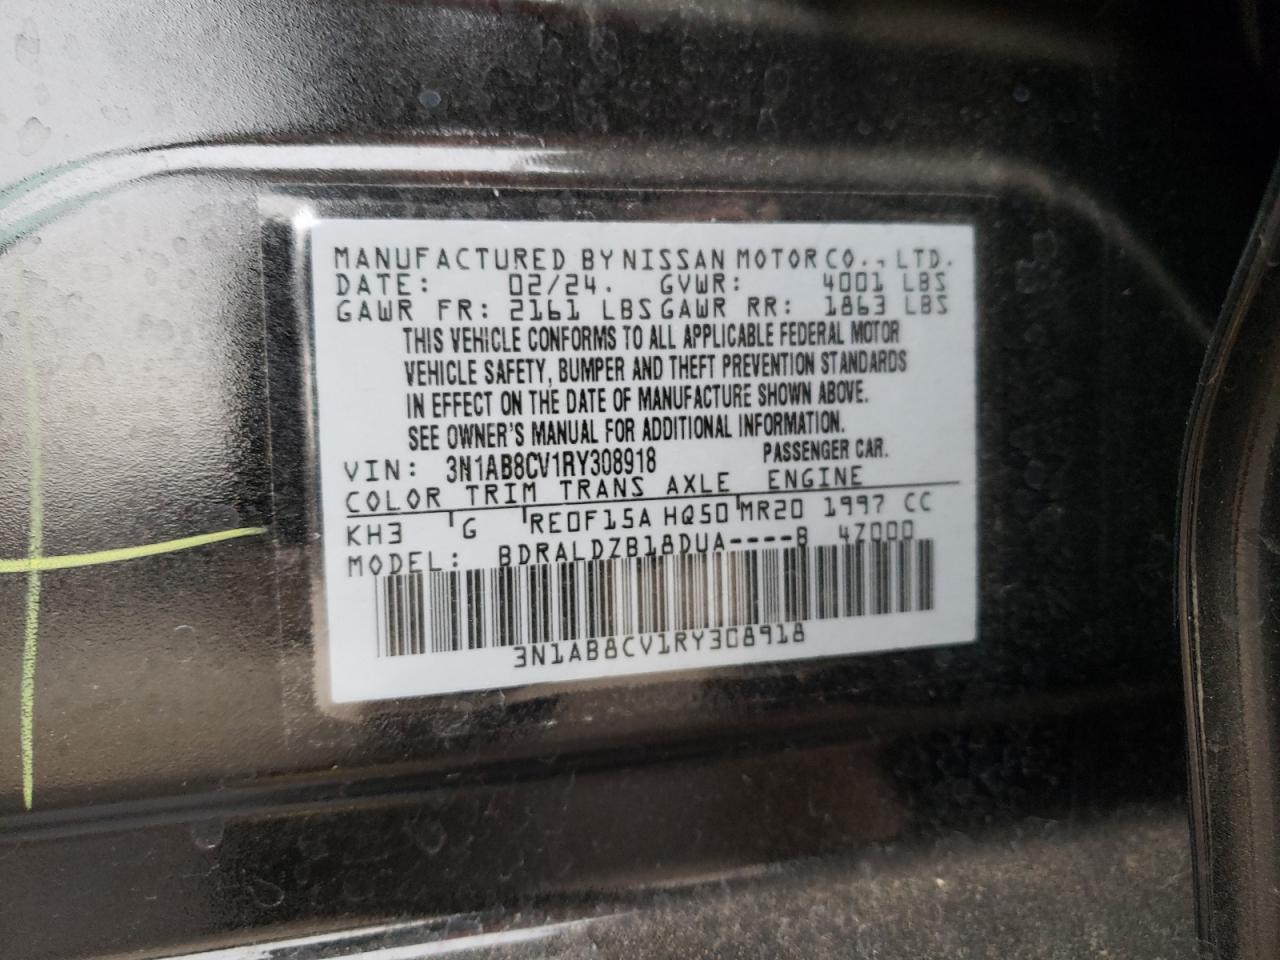 MANUFACTURED BY NISSAN MOTOR CO., LTD.
DATE: 02/24. GVWR: 4001 LBS
GAWR FR: 2161 LBS GAWR RR: 1863 LBS
THIS VEHICLE CONFORMS TO ALL APPLICABLE FEDERAL MOTOR
VEHICLE SAFETY, BUMPER AND THEFT PREVENTION STANDARDS
IN EFFECT ON THE DATE OF MANUFACTURE SHOWN ABOVE.
SEE OWNER'S MANUAL FOR ADDITIONAL INFORMATION.
VIN: 3N1AB8CV1RY308918 PASSENGER CAR.
COLOR TRIM TRANS AXLE ENGINE
KH3 G RE0F15A HQ50 MR20 1997 CC
MODEL: BDRALDZB18DUA----B 4Z000
3N1AB8CV1RY308918